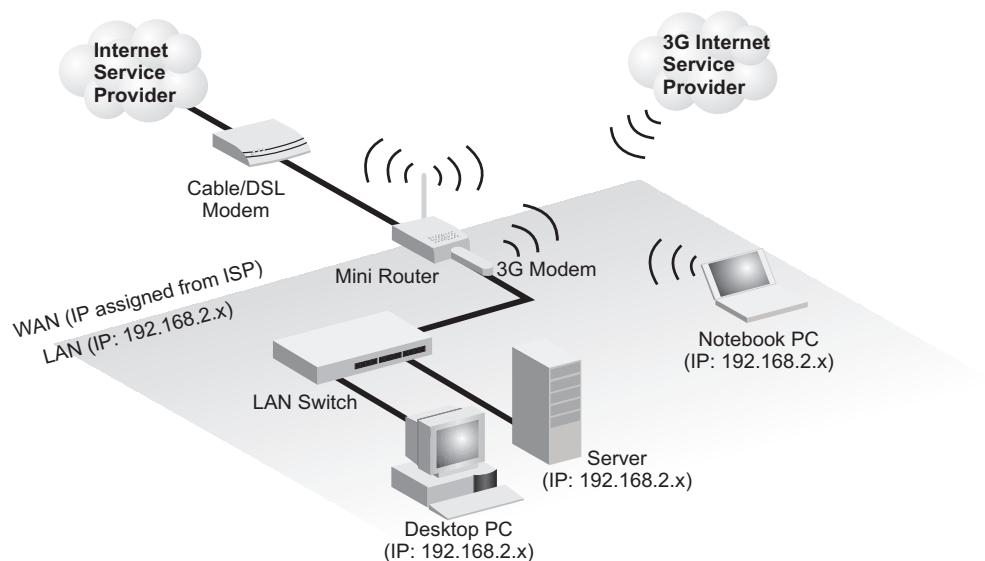 Internet
Service
Provider
3G Internet
Service
Provider
Cable/DSL
Modem
Mini Router
3G Modem
WAN (IP assigned from ISP)
LAN (IP: 192.168.2.x)
Notebook PC
(IP: 192.168.2.x)
LAN Switch
Server
(IP: 192.168.2.x)
Desktop PC
(IP: 192.168.2.x)